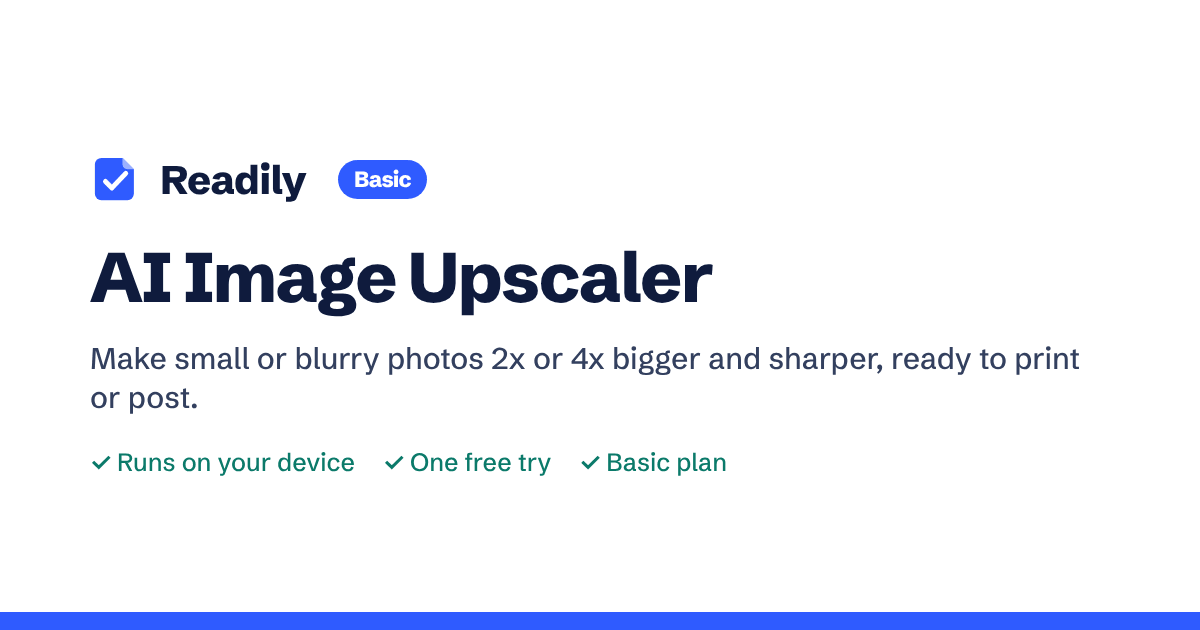 Readily Basic
AI Image Upscaler
Make small or blurry photos 2x or 4x bigger and sharper, ready to print
or post.
✓ Runs on your device ✓ One free try ✓ Basic plan